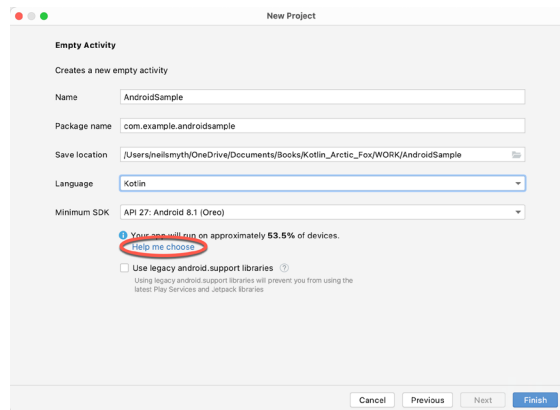 New Project
Empty Activity
Creates a new empty activity
Name
AndroidSample
Package name
com.example.androidsample
Save location
/Users/neilsmyth/OneDrive/Documents/Books/Kotlin_Arctic_Fox/WORK/AndroidSample
Language
Kotlin
Minimum SDK
API 27: Android 8.1 (Oreo)
Your app will run on approximately 53.5% of devices.
Help me choose
Use legacy android.support libraries ?
Using legacy android.support libraries will prevent you from using the
latest Play Services and Jetpack libraries
Cancel Previous Next Finish